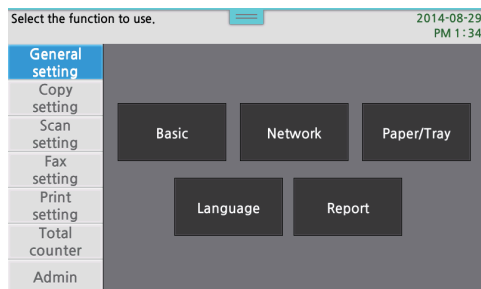 Select the function to use.
2014-08-29
PM 1:34
General
setting
Copy
setting
Scan
setting
Fax
setting
Print
setting
Total
counter
Admin
Basic
Network
Paper/Tray
Language
Report